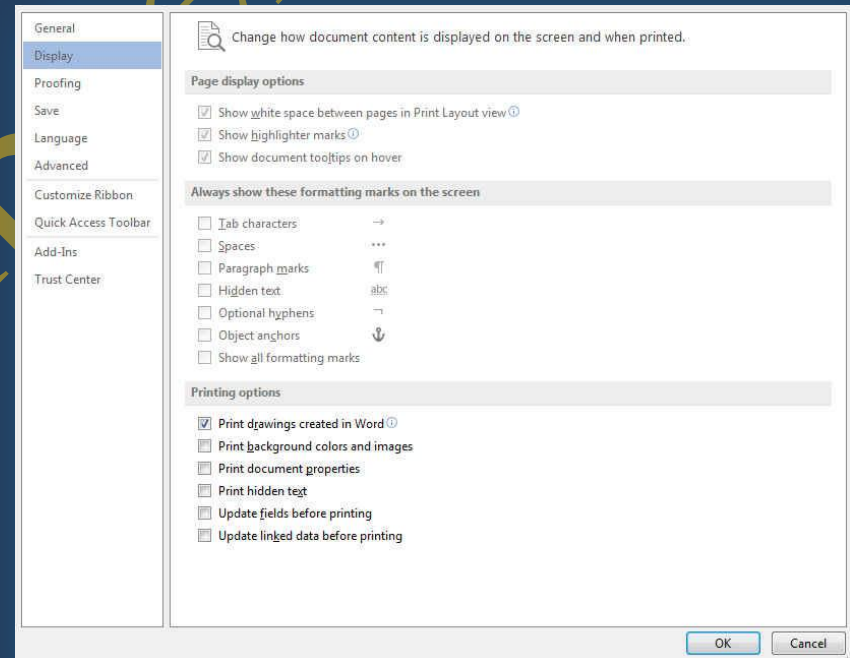 General
Display
Proofing
Save
Language
Advanced
Customize Ribbon
Quick Access Toolbar
Add-Ins
Trust Center
Change how document content is displayed on the screen and when printed.
Page display options
Show white space between pages in Print Layout view
Show highlighter marks
Show document tooltips on hover
Always show these formatting marks on the screen
Tab characters →
Spaces •••
Paragraph marks ¶
Hidden text abc
Optional hyphens ¬
Object anchors
Show all formatting marks
Printing options
Print drawings created in Word
Print background colors and images
Print document properties
Print hidden text
Update fields before printing
Update linked data before printing
OK Cancel